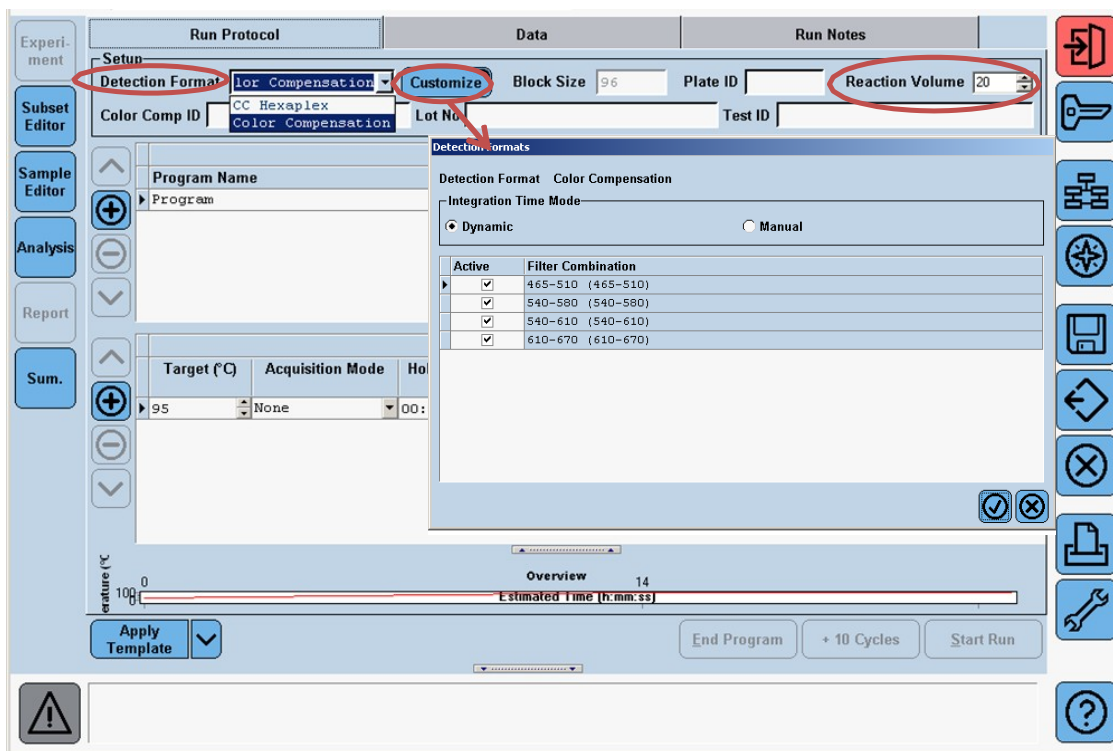 Experi-
ment
Run Protocol
Data
Run Notes
Setup
Detection Format
lor Compensation
Customize
Block Size 96
Plate ID
Reaction Volume 20
CC Hexaplex
Color Compensation
Color Comp ID
Lot No
Test ID
Subset
Editor
Sample
Editor
Analysis
Report
Sum.
Program Name
Program
Target (°C)
Acquisition Mode
Hol
95
None
00:
Detection Formats
Detection Format Color Compensation
Integration Time Mode
Dynamic
Manual
Active
Filter Combination
465-510 (465-510)
540-580 (540-580)
540-610 (540-610)
610-670 (610-670)
Overview
erature (°C
100
0
14
Estimated Time (h:mm:ss)
Apply
Template
End Program
+ 10 Cycles
Start Run